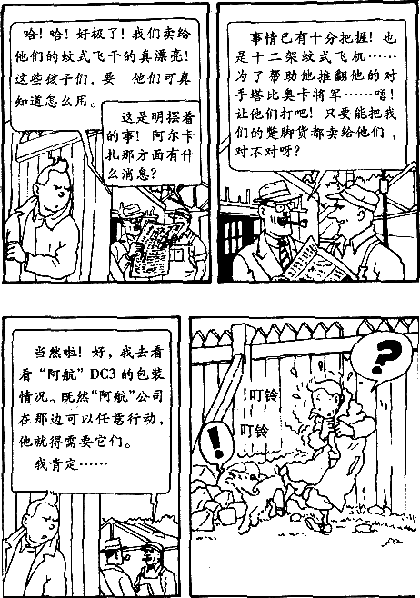 哈！哈！好极了！我们卖给
他们的蚊式飞干的真漂亮！
这些孩子们，要 他们可真
知道怎么用。
这是明摆着
的事！阿尔卡
扎那方面有什
么消息？
事情已有十分把握！也
是十二架蚊式飞机……
为了帮助他推翻他的对
手塔比奥卡将军……唔！
让他们打吧！只要能把我
们的蹩脚货都卖给他们，
对不对呀？
当然啦！好，我去看
看“阿航”DC3的包装
情况。既然“阿航”公司
在那边可以任意行动，
他就得需要它们。
我肯定……
?
叮铃
叮铃
!